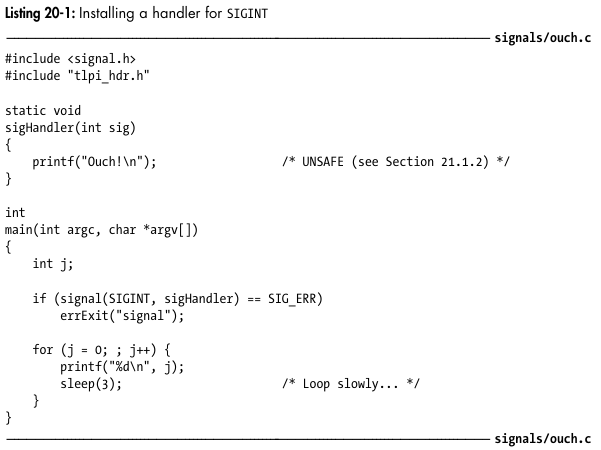 Listing 20-1: Installing a handler for SIGINT
signals/ouch.c
#include <signal.h>
#include "tlpi_hdr.h"

static void
sigHandler(int sig)
{
    printf("Ouch!\n");                  /* UNSAFE (see Section 21.1.2) */
}

int
main(int argc, char *argv[])
{
    int j;

    if (signal(SIGINT, sigHandler) == SIG_ERR)
        errExit("signal");

    for (j = 0; ; j++) {
        printf("%d\n", j);
        sleep(3);                       /* Loop slowly... */
    }
}
signals/ouch.c